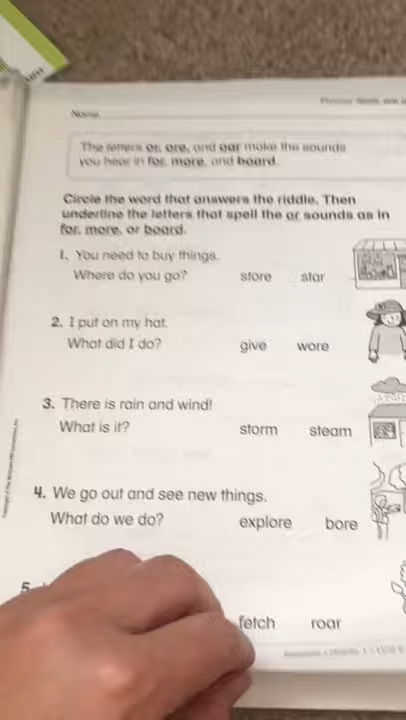 Name
The letters or, ore, and oar make the sounds
you hear in for, more, and board.
Circle the word that answers the riddle. Then
underline the letters that spell the or sounds as in
for, more, or board.
1. You need to buy things.
Where do you go? store star
2. I put on my hat.
What did I do? give wore
3. There is rain and wind!
What is it? storm steam
4. We go out and see new things.
What do we do? explore bore
5.
fetch roar